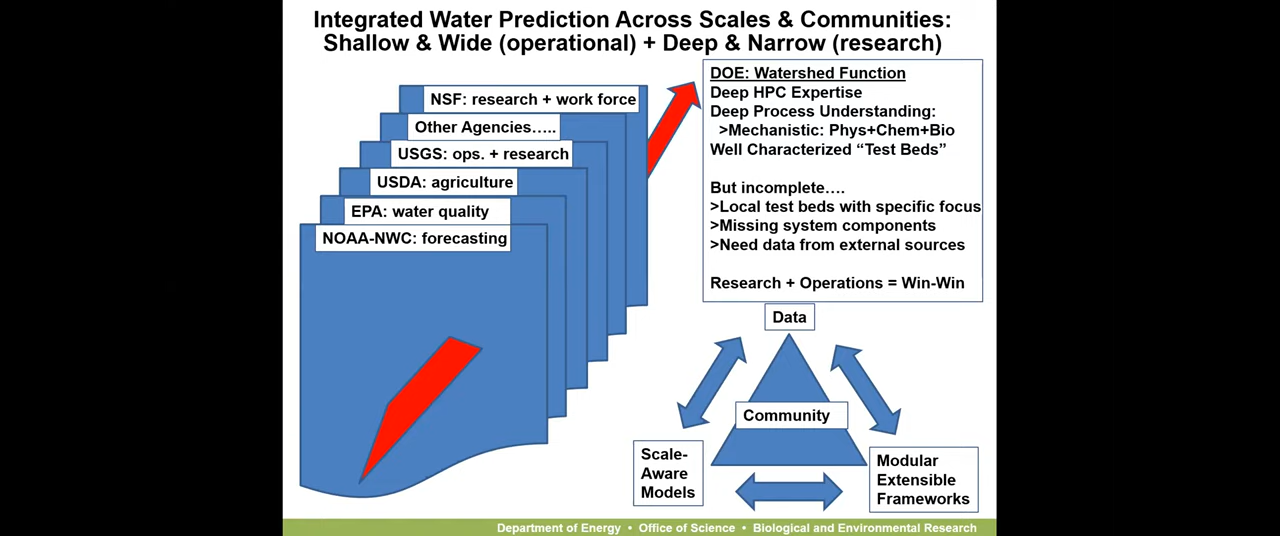 Integrated Water Prediction Across Scales & Communities:
Shallow & Wide (operational) + Deep & Narrow (research)
NSF: research + work force
Other Agencies…..
USGS: ops. + research
USDA: agriculture
EPA: water quality
NOAA-NWC: forecasting
DOE: Watershed Function
Deep HPC Expertise
Deep Process Understanding:
>Mechanistic: Phys+Chem+Bio
Well Characterized “Test Beds”
But incomplete….
>Local test beds with specific focus
>Missing system components
>Need data from external sources
Research + Operations = Win-Win
Data
Community
Scale-
Aware
Models
Modular
Extensible
Frameworks
Department of Energy • Office of Science • Biological and Environmental Research